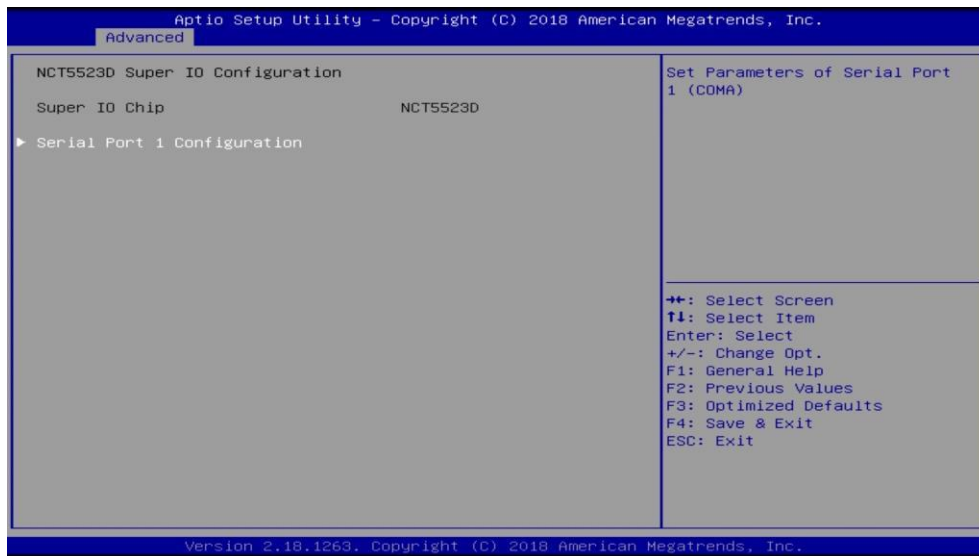 Aptio Setup Utility – Copyright (C) 2018 American Megatrends, Inc.
Advanced
NCT5523D Super IO Configuration
Super IO Chip NCT5523D
► Serial Port 1 Configuration
Set Parameters of Serial Port
1 (COMA)
→←: Select Screen
↑↓: Select Item
Enter: Select
+/-: Change Opt.
F1: General Help
F2: Previous Values
F3: Optimized Defaults
F4: Save & Exit
ESC: Exit
Version 2.18.1263. Copyright (C) 2018 American Megatrends, Inc.